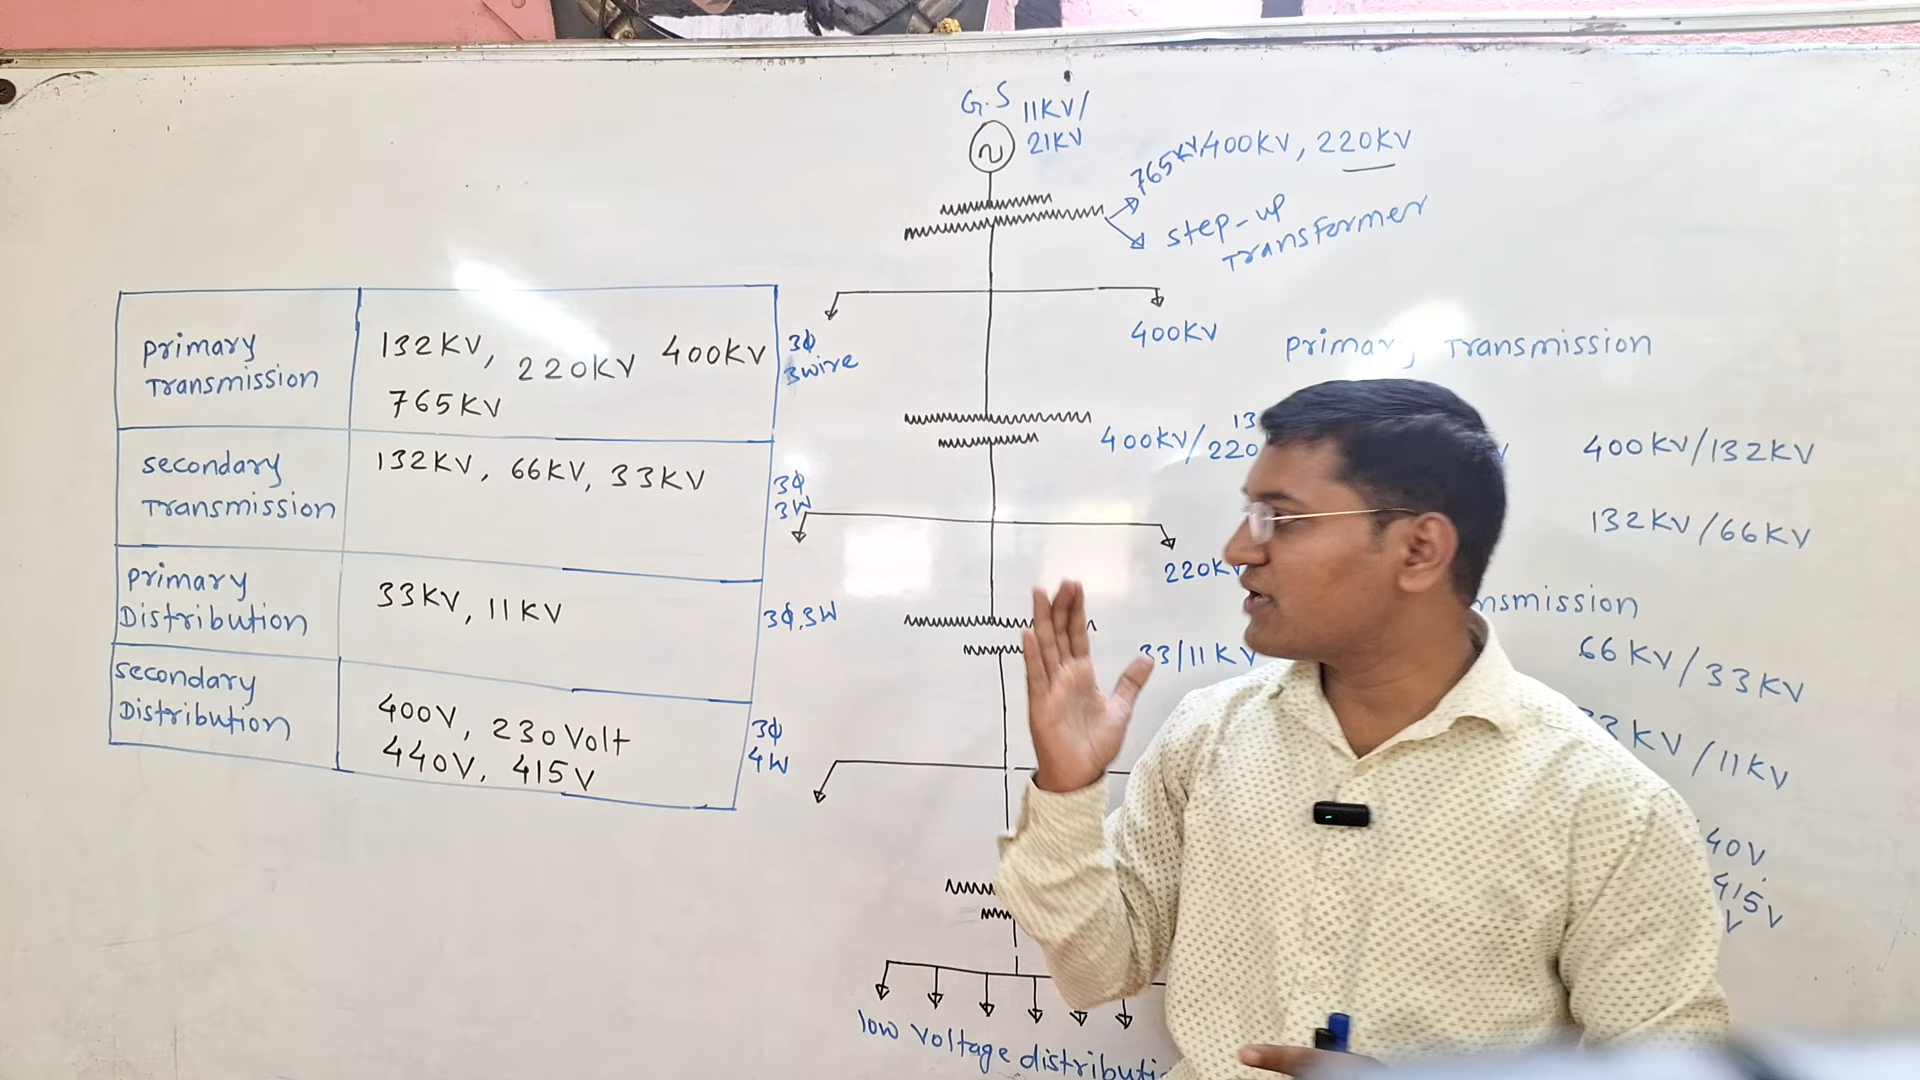 G.S 11KV/
21KV
765KV/400KV, 220KV
step-up
Transformer
primary
Transmission
132KV, 220KV 400KV
765KV
3Φ
3wire
secondary
Transmission
132KV, 66KV, 33KV
3Φ
3W
primary
Distribution
33KV, 11KV
3Φ,3W
secondary
Distribution
400V, 230Volt
440V, 415V
3Φ
4W
400KV
primary Transmission
13
400KV/220
V
400KV/132KV
132KV/66KV
220KV
nsmission
33/11KV
66KV/33KV
33KV/11KV
40V
415V
V
low voltage distributi